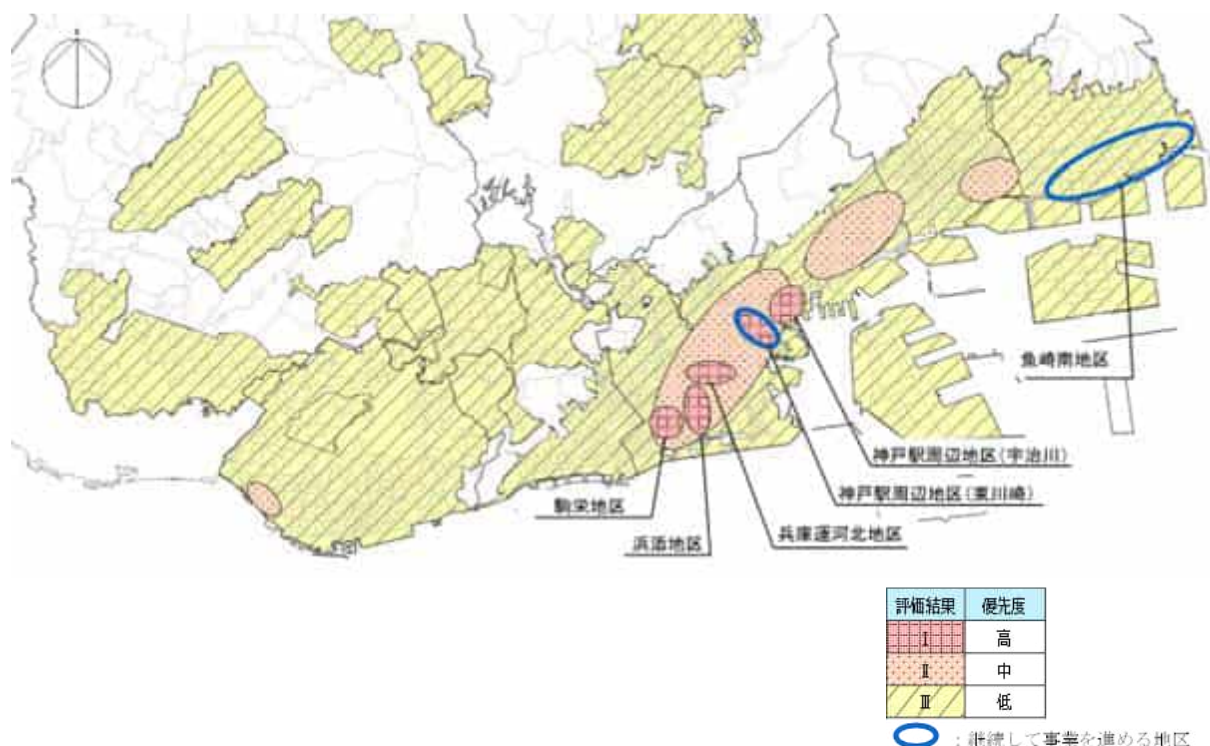 魚崎南地区
神戸駅周辺地区(宇治川)
神戸駅周辺地区(東川崎)
駒栄地区
兵庫運河北地区
浜添地区
評価結果 優先度
Ⅰ 高
Ⅱ 中
Ⅲ 低
：継続して事業を進める地区